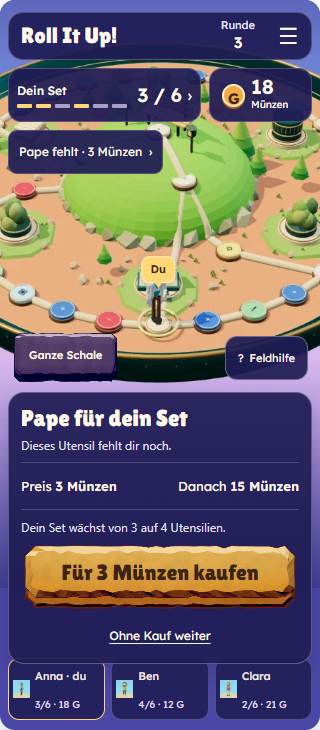 Roll It Up!
Runde
3
Dein Set
3 / 6 ›
G
18
Münzen
Pape fehlt · 3 Münzen ›
Du
Ganze Schale
? Feldhilfe
Pape für dein Set
Dieses Utensil fehlt dir noch.
Preis 3 Münzen
Danach 15 Münzen
Dein Set wächst von 3 auf 4 Utensilien.
Für 3 Münzen kaufen
Ohne Kauf weiter
Anna · du
3/6 · 18 G
Ben
4/6 · 12 G
Clara
2/6 · 21 G